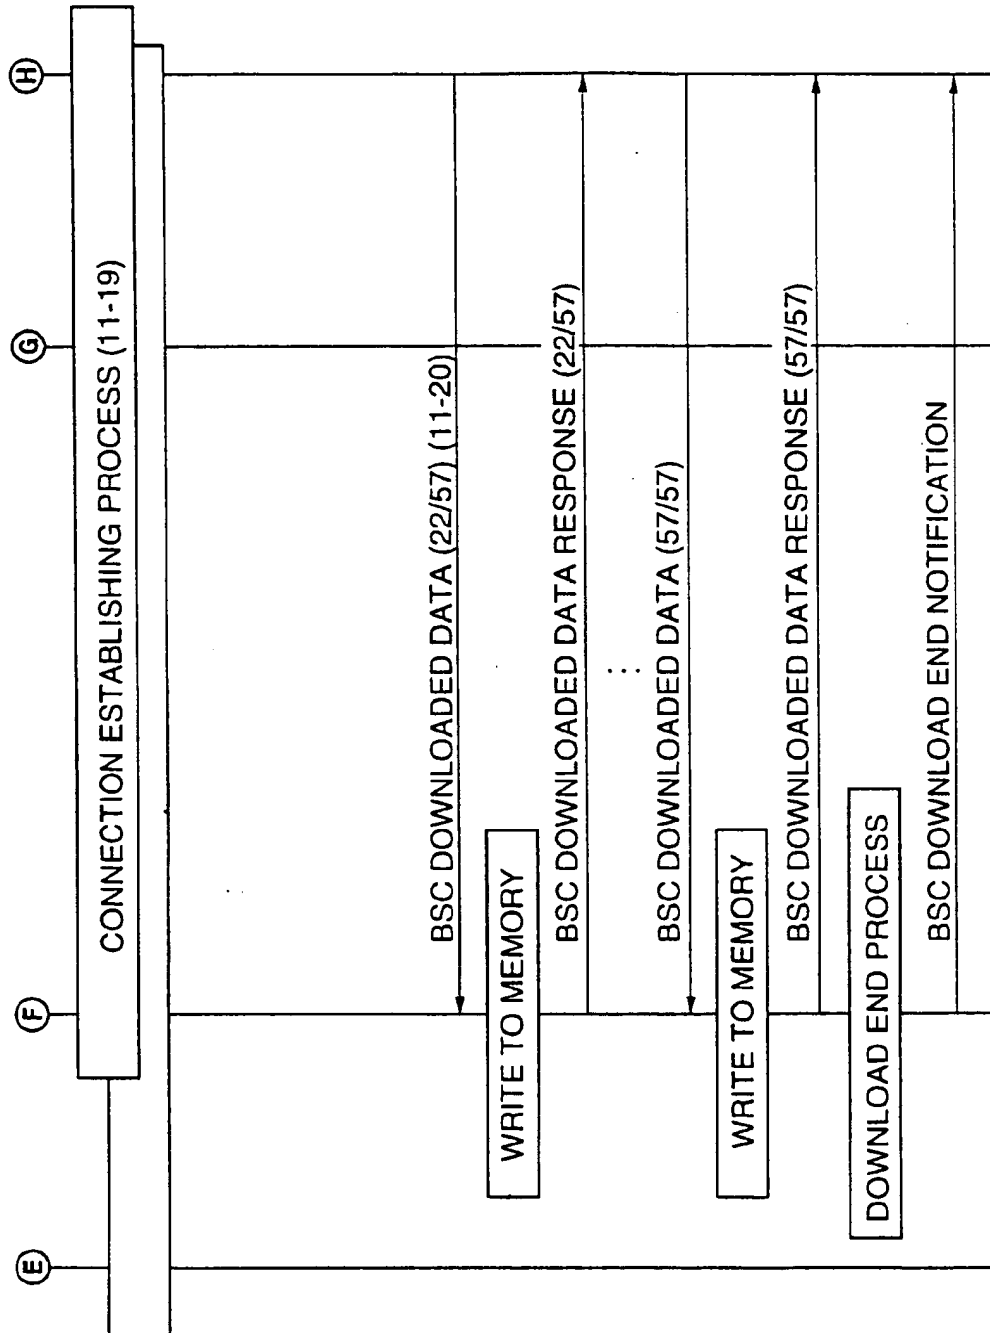 E
F
G
H
CONNECTION ESTABLISHING PROCESS (11-19)
BSC DOWNLOADED DATA (22/57) (11-20)
WRITE TO MEMORY
BSC DOWNLOADED DATA RESPONSE (22/57)
...
BSC DOWNLOADED DATA (57/57)
WRITE TO MEMORY
BSC DOWNLOADED DATA RESPONSE (57/57)
DOWNLOAD END PROCESS
BSC DOWNLOAD END NOTIFICATION